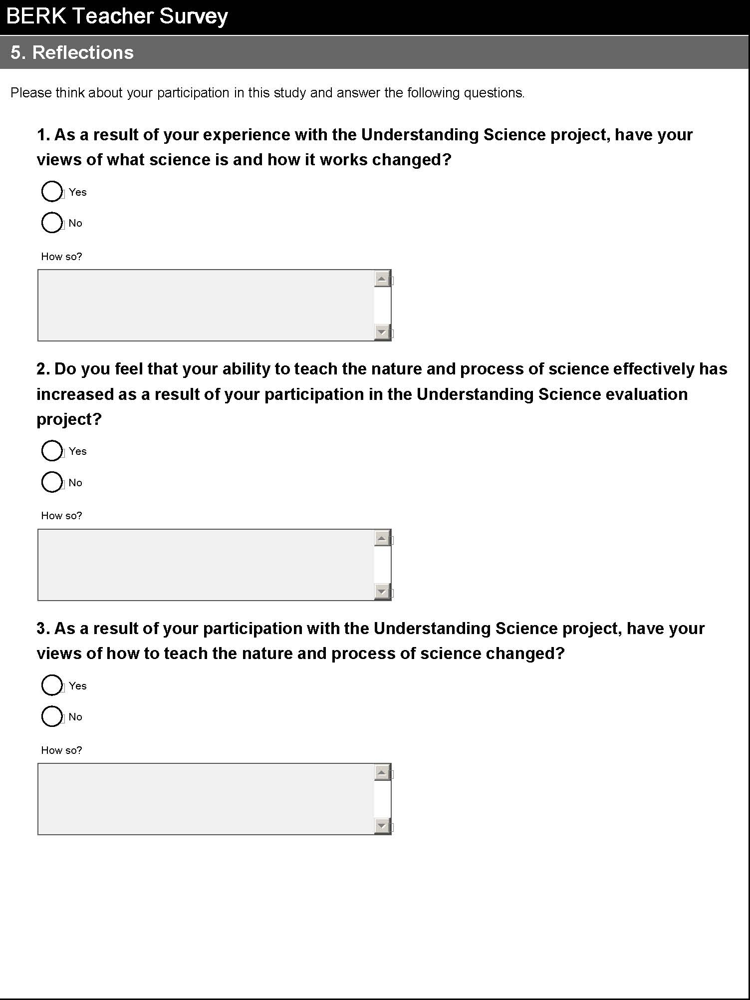 BERK Teacher Survey
5. Reflections
Please think about your participation in this study and answer the following questions.
1. As a result of your experience with the Understanding Science project, have your
views of what science is and how it works changed?
Yes
No
How so?
2. Do you feel that your ability to teach the nature and process of science effectively has
increased as a result of your participation in the Understanding Science evaluation
project?
Yes
No
How so?
3. As a result of your participation with the Understanding Science project, have your
views of how to teach the nature and process of science changed?
Yes
No
How so?